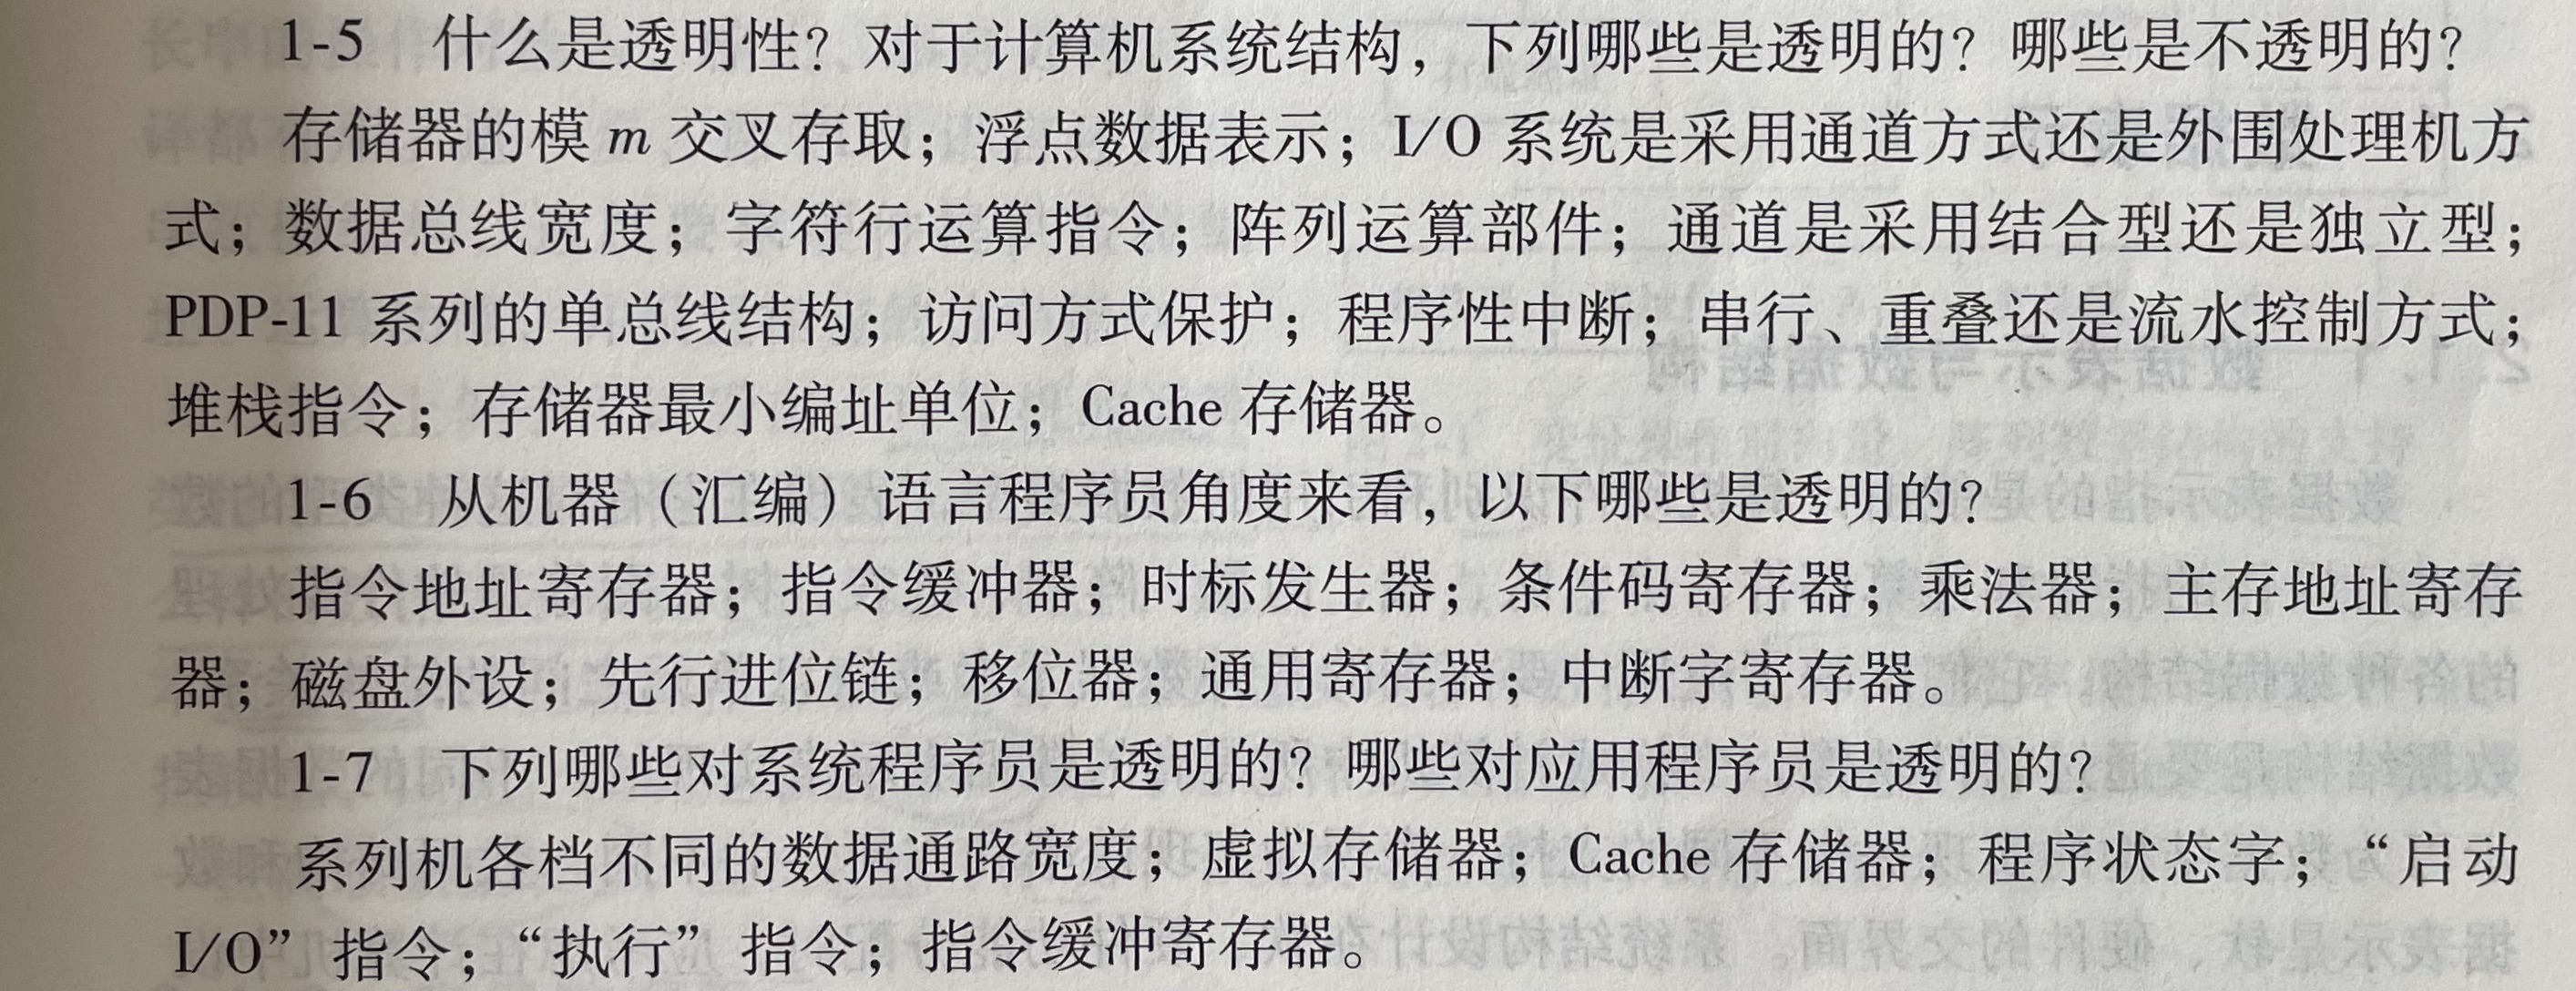 1-5 什么是透明性？对于计算机系统结构，下列哪些是透明的？哪些是不透明的？
存储器的模 m 交叉存取；浮点数据表示；I/O 系统是采用通道方式还是外围处理机方
式；数据总线宽度；字符行运算指令；阵列运算部件；通道是采用结合型还是独立型；
PDP-11 系列的单总线结构；访问方式保护；程序性中断；串行、重叠还是流水控制方式；
堆栈指令；存储器最小编址单位；Cache 存储器。
1-6 从机器（汇编）语言程序员角度来看，以下哪些是透明的？
指令地址寄存器；指令缓冲器；时标发生器；条件码寄存器；乘法器；主存地址寄存
器；磁盘外设；先行进位链；移位器；通用寄存器；中断字寄存器。
1-7 下列哪些对系统程序员是透明的？哪些对应用程序员是透明的？
系列机各档不同的数据通路宽度；虚拟存储器；Cache 存储器；程序状态字；“启动
I/O” 指令；“执行” 指令；指令缓冲寄存器。